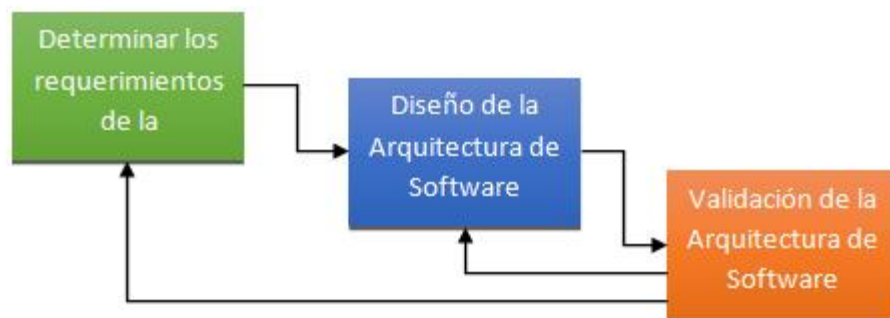 Determinar los
requerimientos
de la
Diseño de la
Arquitectura de
Software
Validación de la
Arquitectura de
Software